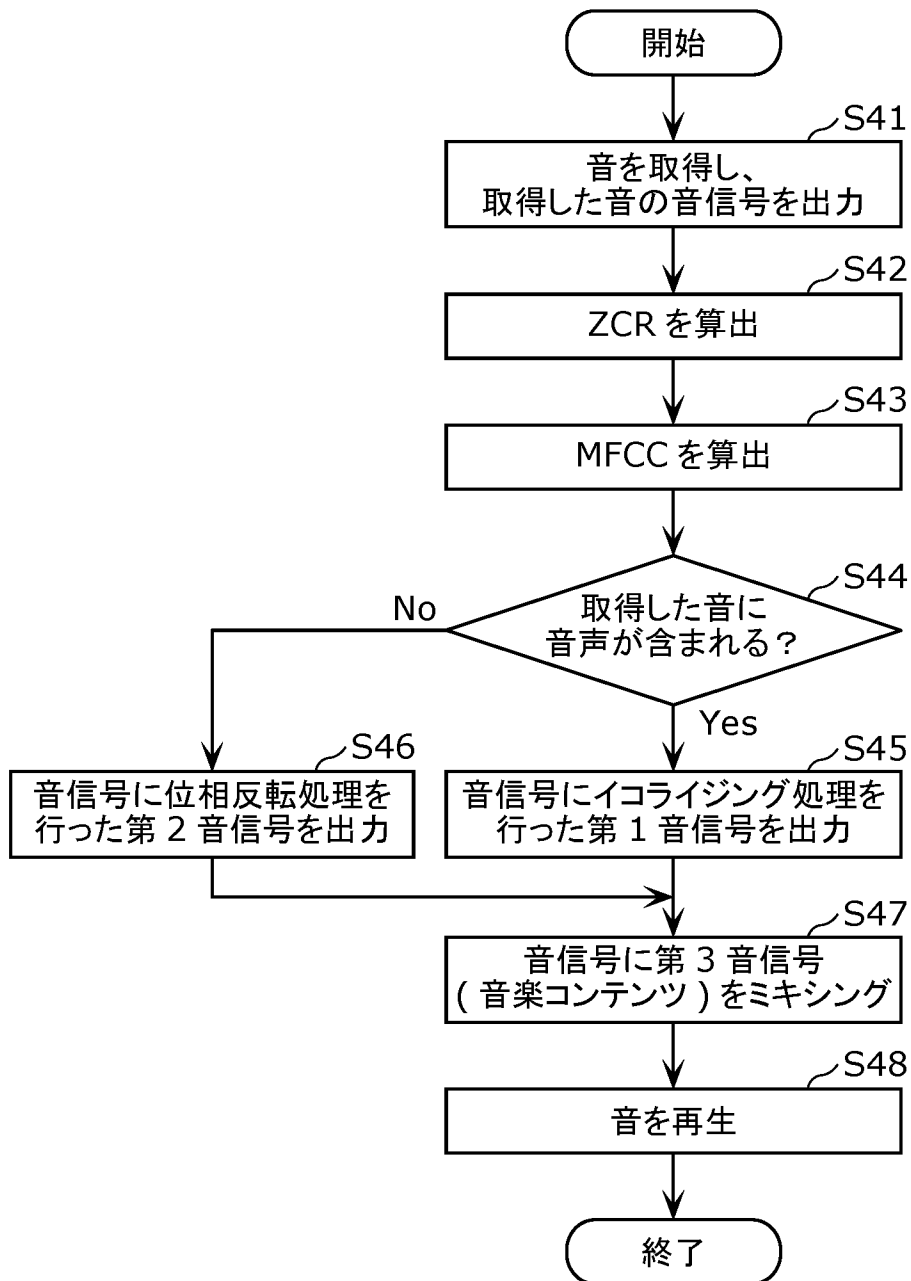 開始
S41
音を取得し、
取得した音の音信号を出力
S42
ZCR を算出
S43
MFCC を算出
S44
取得した音に
音声が含まれる？
No
Yes
S46
音信号に位相反転処理を
行った第 2 音信号を出力
S45
音信号にイコライジング処理を
行った第 1 音信号を出力
S47
音信号に第 3 音信号
( 音楽コンテンツ ) をミキシング
S48
音を再生
終了